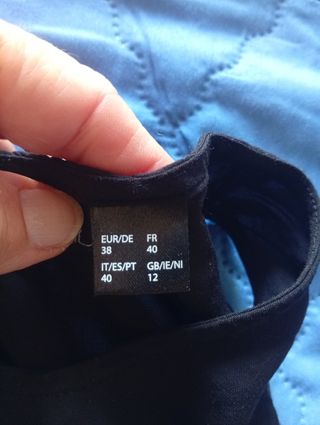 EUR/DE FR
38 40
IT/ES/PT GB/IE/NI
40 12